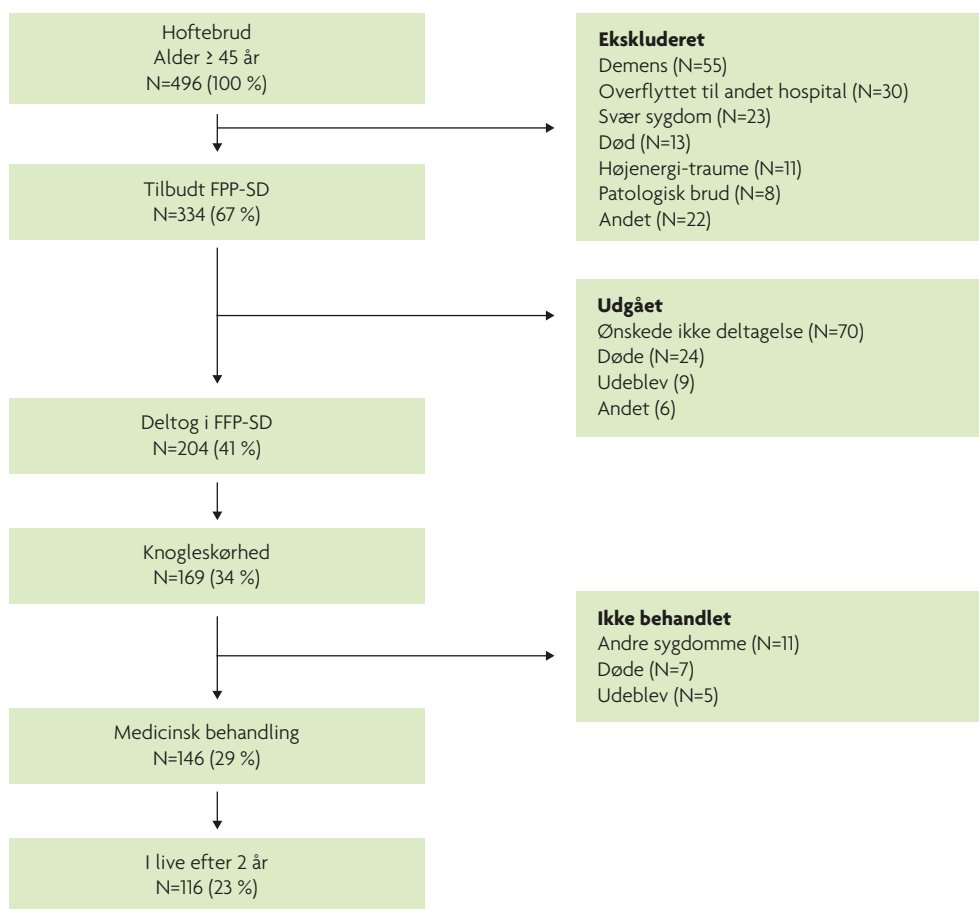 Hoftebrud
Alder ≥ 45 år
N=496 (100 %)
Ekskluderet
Demens (N=55)
Overflyttet til andet hospital (N=30)
Svær sygdom (N=23)
Død (N=13)
Højenergi-traume (N=11)
Patologisk brud (N=8)
Andet (N=22)
Tilbudt FPP-SD
N=334 (67 %)
Udgået
Ønskede ikke deltagelse (N=70)
Døde (N=24)
Udeblev (9)
Andet (6)
Deltog i FFP-SD
N=204 (41 %)
Knogleskørhed
N=169 (34 %)
Ikke behandlet
Andre sygdomme (N=11)
Døde (N=7)
Udeblev (N=5)
Medicinsk behandling
N=146 (29 %)
I live efter 2 år
N=116 (23 %)